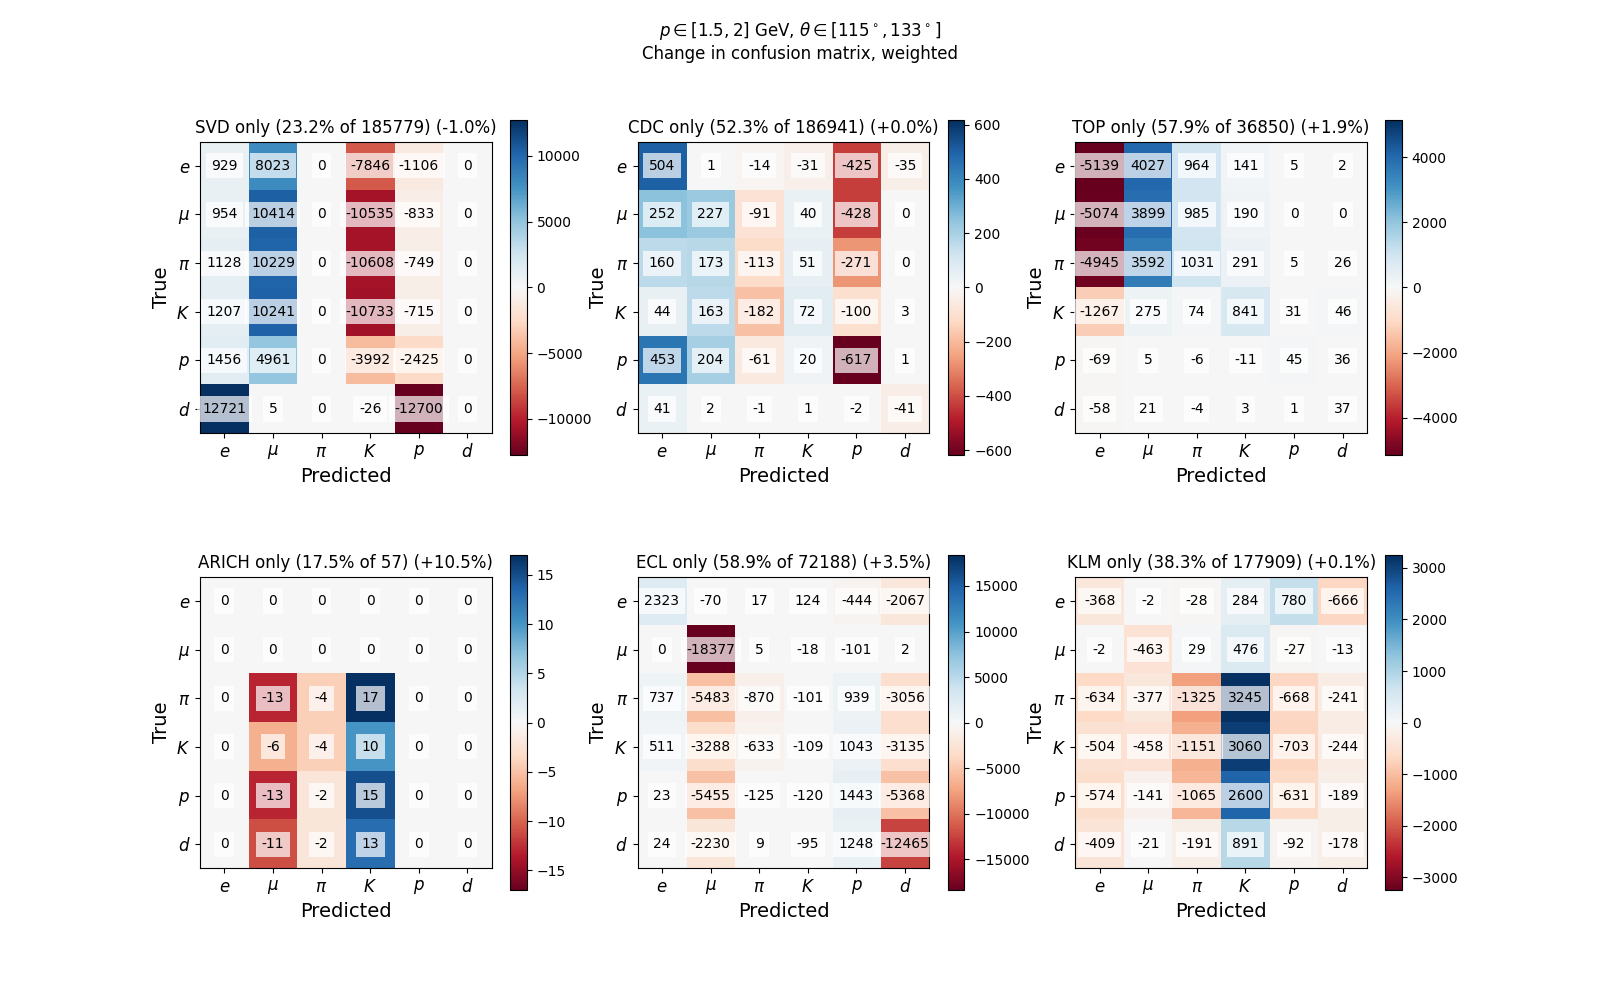 p ∈ [1.5, 2] GeV, θ ∈ [115°, 133°]
Change in confusion matrix, weighted
SVD only (23.2% of 185779) (-1.0%)
e 929 8023 0 -7846 -1106 0
μ 954 10414 0 -10535 -833 0
π 1128 10229 0 -10608 -749 0
K 1207 10241 0 -10733 -715 0
p 1456 4961 0 -3992 -2425 0
d 12721 5 0 -26 -12700 0
e μ π K p d
Predicted
True
10000
5000
0
−5000
−10000
CDC only (52.3% of 186941) (+0.0%)
e 504 1 -14 -31 -425 -35
μ 252 227 -91 40 -428 0
π 160 173 -113 51 -271 0
K 44 163 -182 72 -100 3
p 453 204 -61 20 -617 1
d 41 2 -1 1 -2 -41
e μ π K p d
Predicted
True
600
400
200
0
−200
−400
−600
TOP only (57.9% of 36850) (+1.9%)
e -5139 4027 964 141 5 2
μ -5074 3899 985 190 0 0
π -4945 3592 1031 291 5 26
K -1267 275 74 841 31 46
p -69 5 -6 -11 45 36
d -58 21 -4 3 1 37
e μ π K p d
Predicted
True
4000
2000
0
−2000
−4000
ARICH only (17.5% of 57) (+10.5%)
e 0 0 0 0 0 0
μ 0 0 0 0 0 0
π 0 -13 -4 17 0 0
K 0 -6 -4 10 0 0
p 0 -13 -2 15 0 0
d 0 -11 -2 13 0 0
e μ π K p d
Predicted
True
15
10
5
0
−5
−10
−15
ECL only (58.9% of 72188) (+3.5%)
e 2323 -70 17 124 -444 -2067
μ 0 -18377 5 -18 -101 2
π 737 -5483 -870 -101 939 -3056
K 511 -3288 -633 -109 1043 -3135
p 23 -5455 -125 -120 1443 -5368
d 24 -2230 9 -95 1248 -12465
e μ π K p d
Predicted
True
15000
10000
5000
0
−5000
−10000
−15000
KLM only (38.3% of 177909) (+0.1%)
e -368 -2 -28 284 780 -666
μ -2 -463 29 476 -27 -13
π -634 -377 -1325 3245 -668 -241
K -504 -458 -1151 3060 -703 -244
p -574 -141 -1065 2600 -631 -189
d -409 -21 -191 891 -92 -178
e μ π K p d
Predicted
True
3000
2000
1000
0
−1000
−2000
−3000